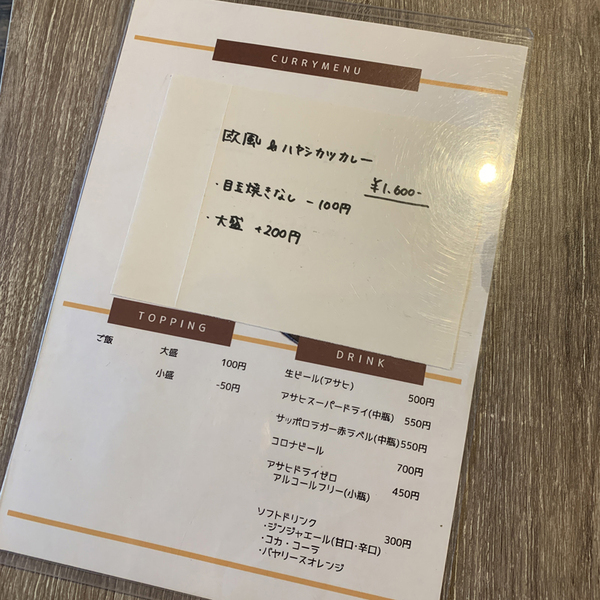 CURRYMENU
欧風&ハヤシカツカレー
¥1.600-
・目玉焼きなし -100円
・大盛 +200円
TOPPING
ご飯
大盛 100円
小盛 -50円
DRINK
生ビール(アサヒ) 500円
アサヒスーパードライ(中瓶) 550円
サッポロラガー赤ラベル(中瓶) 550円
コロナビール 700円
アサヒドライゼロ
アルコールフリー(小瓶) 450円
ソフトドリンク 300円
・ジンジャエール(甘口・辛口)
・コカ・コーラ
・バヤリースオレンジ